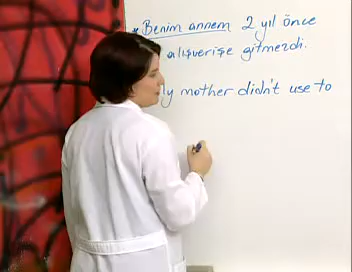 * Benim annem 2 yıl önce
alışverişe gitmezdi.
y mother didn't use to